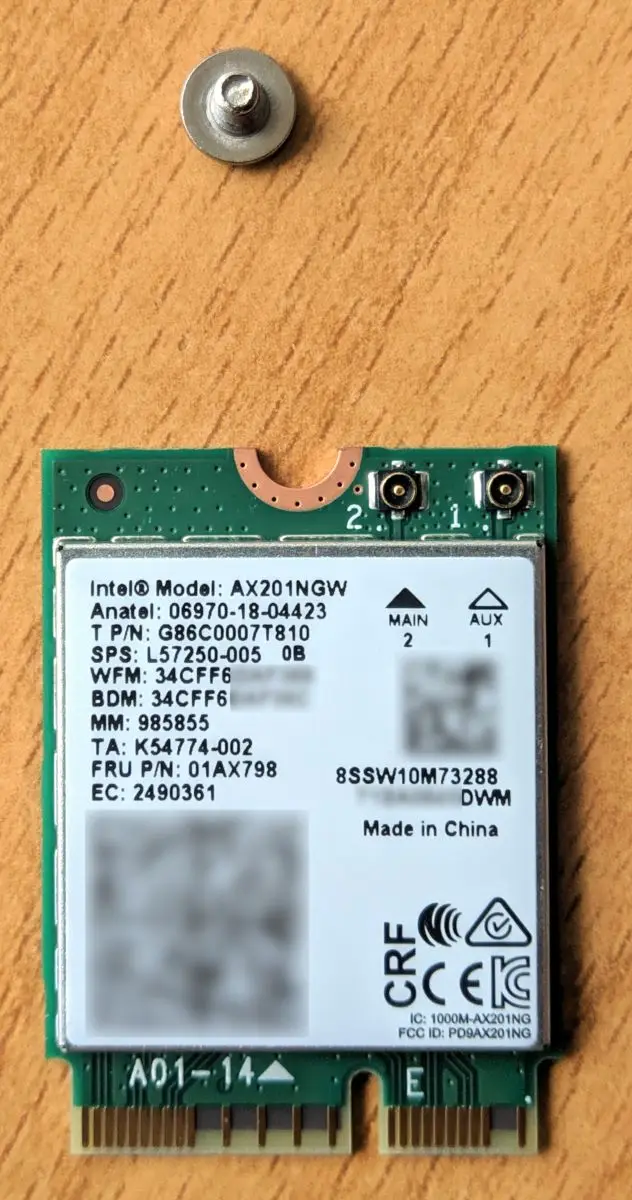 2
1
Intel® Model: AX201NGW
Anatel: 06970-18-04423
T P/N: G86C0007T810
SPS: L57250-005 0B
WFM: 34CFF6
BDM: 34CFF6
MM: 985855
TA: K54774-002
FRU P/N: 01AX798
EC: 2490361
MAIN AUX
2 1
8SSW10M73288
DWM
Made in China
CRF
CE
IC: 1000M-AX201NG
FCC ID: PD9AX201NG
A01-14
E